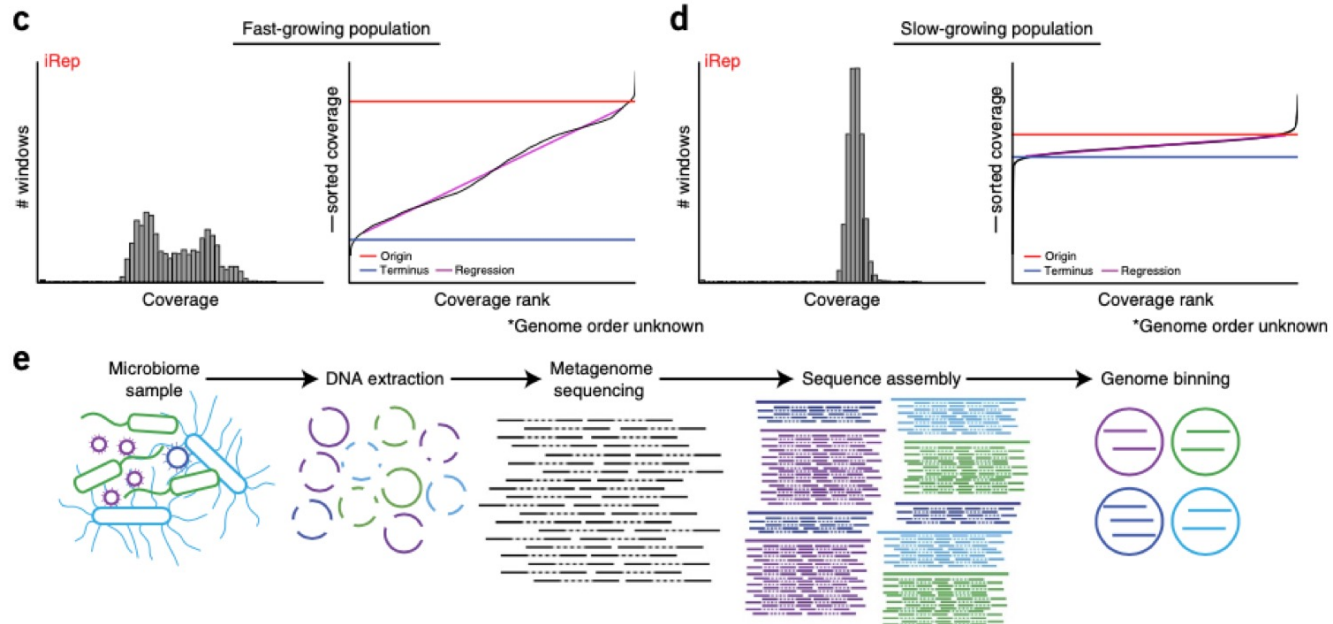 c
Fast-growing population
iRep
# windows
Coverage
sorted coverage
Origin
Terminus
Regression
Coverage rank
*Genome order unknown
d
Slow-growing population
iRep
# windows
Coverage
sorted coverage
Origin
Terminus
Regression
Coverage rank
*Genome order unknown
e
Microbiome
sample
DNA extraction
Metagenome
sequencing
Sequence assembly
Genome binning